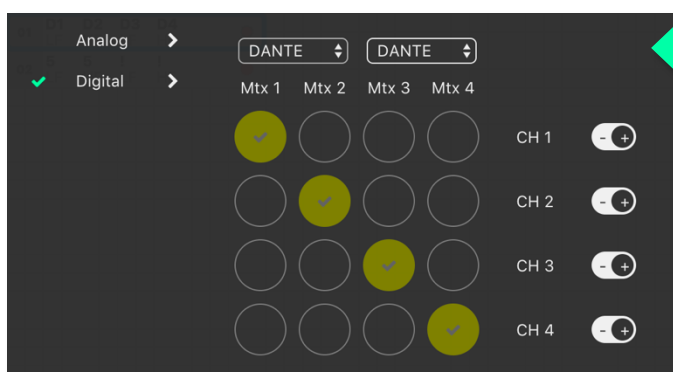 Analog
Digital
DANTE DANTE
Mtx 1 Mtx 2 Mtx 3 Mtx 4
CH 1 - +
CH 2 - +
CH 3 - +
CH 4 - +